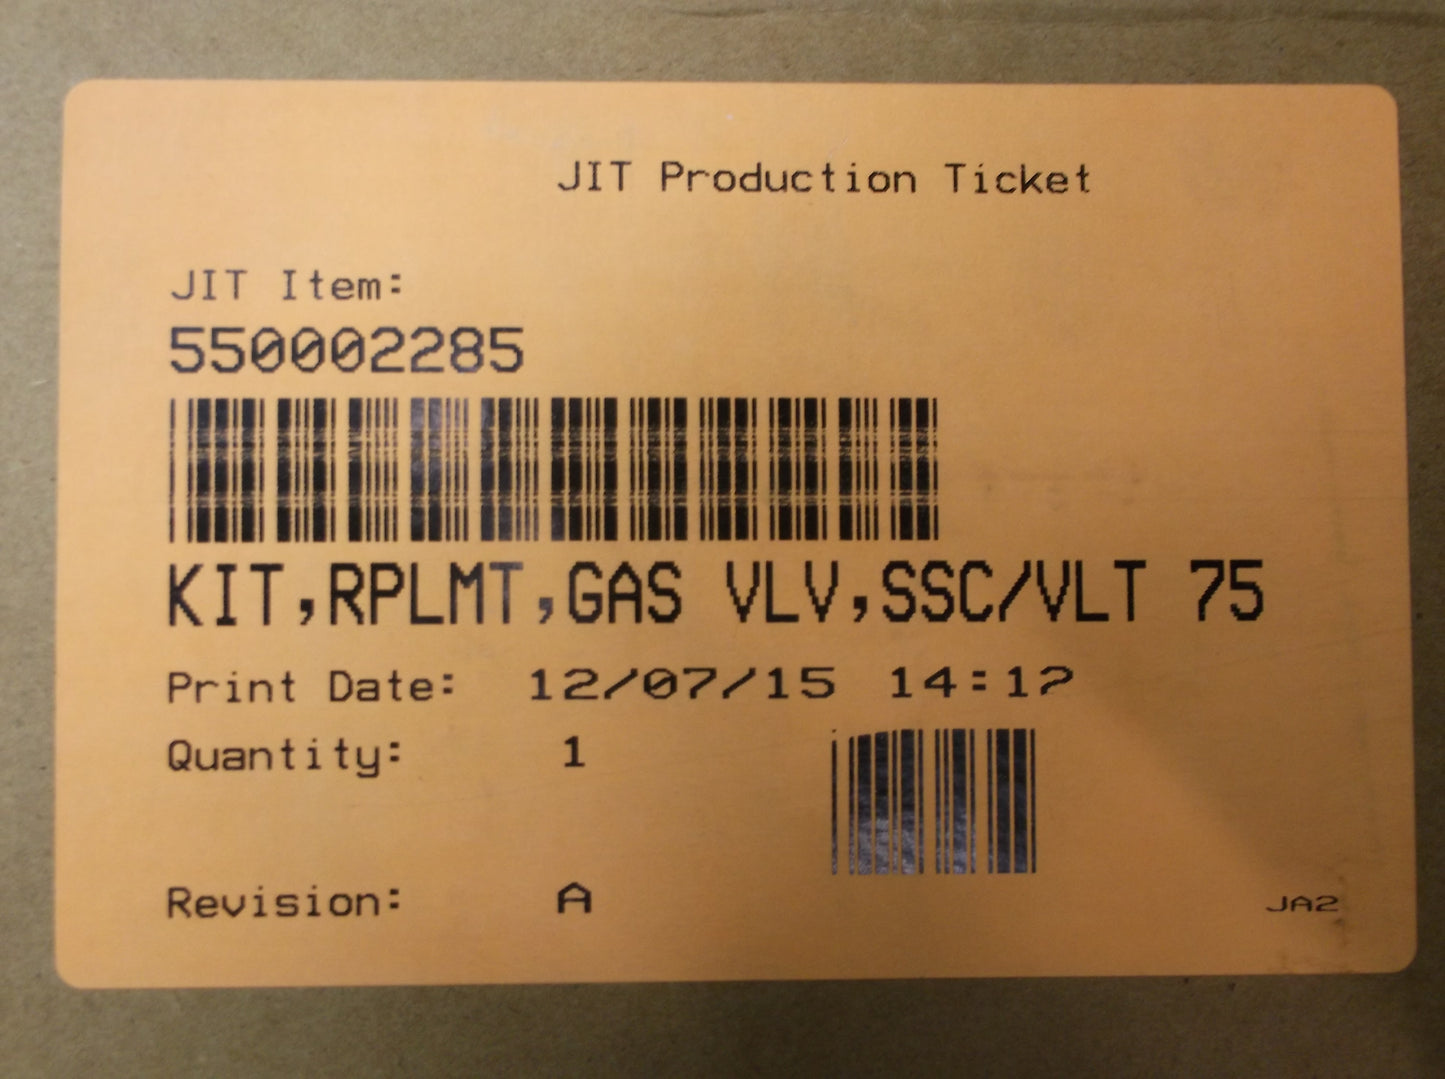 JIT Production Ticket
JIT Item:
550002285
KIT,RPLMT,GAS VLV,SSC/VLT 75
Print Date: 12/07/15 14:12
Quantity: 1
Revision: A
JA2